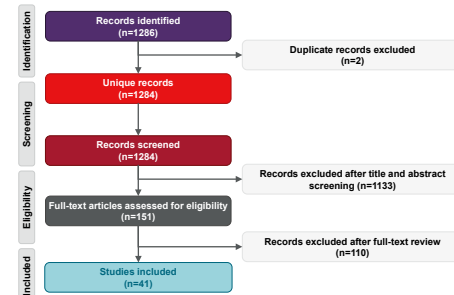 Identification
Records identified
(n=1286)
Duplicate records excluded
(n=2)
Screening
Unique records
(n=1284)
Records screened
(n=1284)
Records excluded after title and abstract
screening (n=1133)
Eligibility
Full-text articles assessed for eligibility
(n=151)
Records excluded after full-text review
(n=110)
Included
Studies included
(n=41)